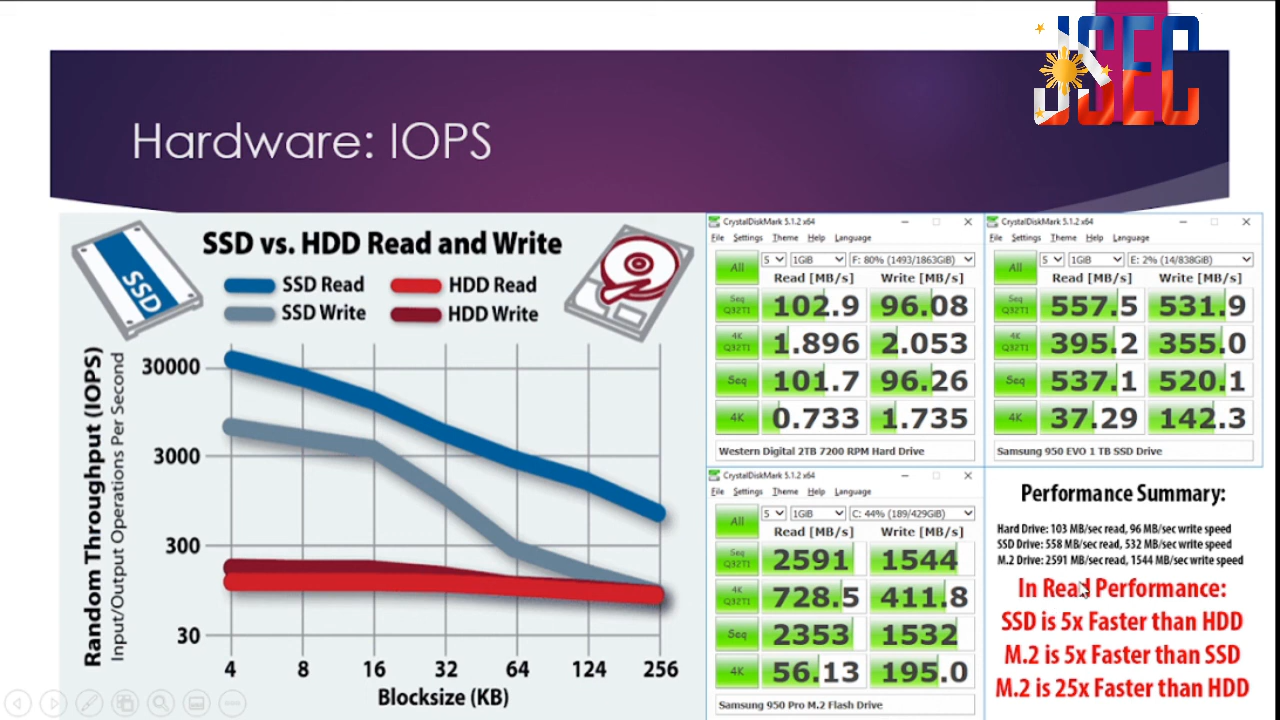 JSEC
Hardware: IOPS
SSD vs. HDD Read and Write
SSD
SSD Read
HDD Read
SSD Write
HDD Write
Random Throughput (IOPS)
Input/Output Operations Per Second
30000
3000
300
30
4 8 16 32 64 124 256
Blocksize (KB)
CrystalDiskMark 5.1.2 x64
File Settings Theme Help Language
All 5 1GiB F: 80% (1493/1863GiB)
Read [MB/s] Write [MB/s]
Seq Q32T1 102.9 96.08
4K Q32T1 1.896 2.053
Seq 101.7 96.26
4K 0.733 1.735
Western Digital 2TB 7200 RPM Hard Drive
CrystalDiskMark 5.1.2 x64
File Settings Theme Help Language
All 5 1GiB E: 2% (14/838GiB)
Read [MB/s] Write [MB/s]
Seq Q32T1 557.5 531.9
4K Q32T1 395.2 355.0
Seq 537.1 520.1
4K 37.29 142.3
Samsung 950 EVO 1 TB SSD Drive
CrystalDiskMark 5.1.2 x64
File Settings Theme Help Language
All 5 1GiB C: 44% (189/429GiB)
Read [MB/s] Write [MB/s]
Seq Q32T1 2591 1544
4K Q32T1 728.5 411.8
Seq 2353 1532
4K 56.13 195.0
Samsung 950 Pro M.2 Flash Drive
Performance Summary:
Hard Drive: 103 MB/sec read, 96 MB/sec write speed
SSD Drive: 558 MB/sec read, 532 MB/sec write speed
M.2 Drive: 2591 MB/sec read, 1544 MB/sec write speed
In Read Performance:
SSD is 5x Faster than HDD
M.2 is 5x Faster than SSD
M.2 is 25x Faster than HDD